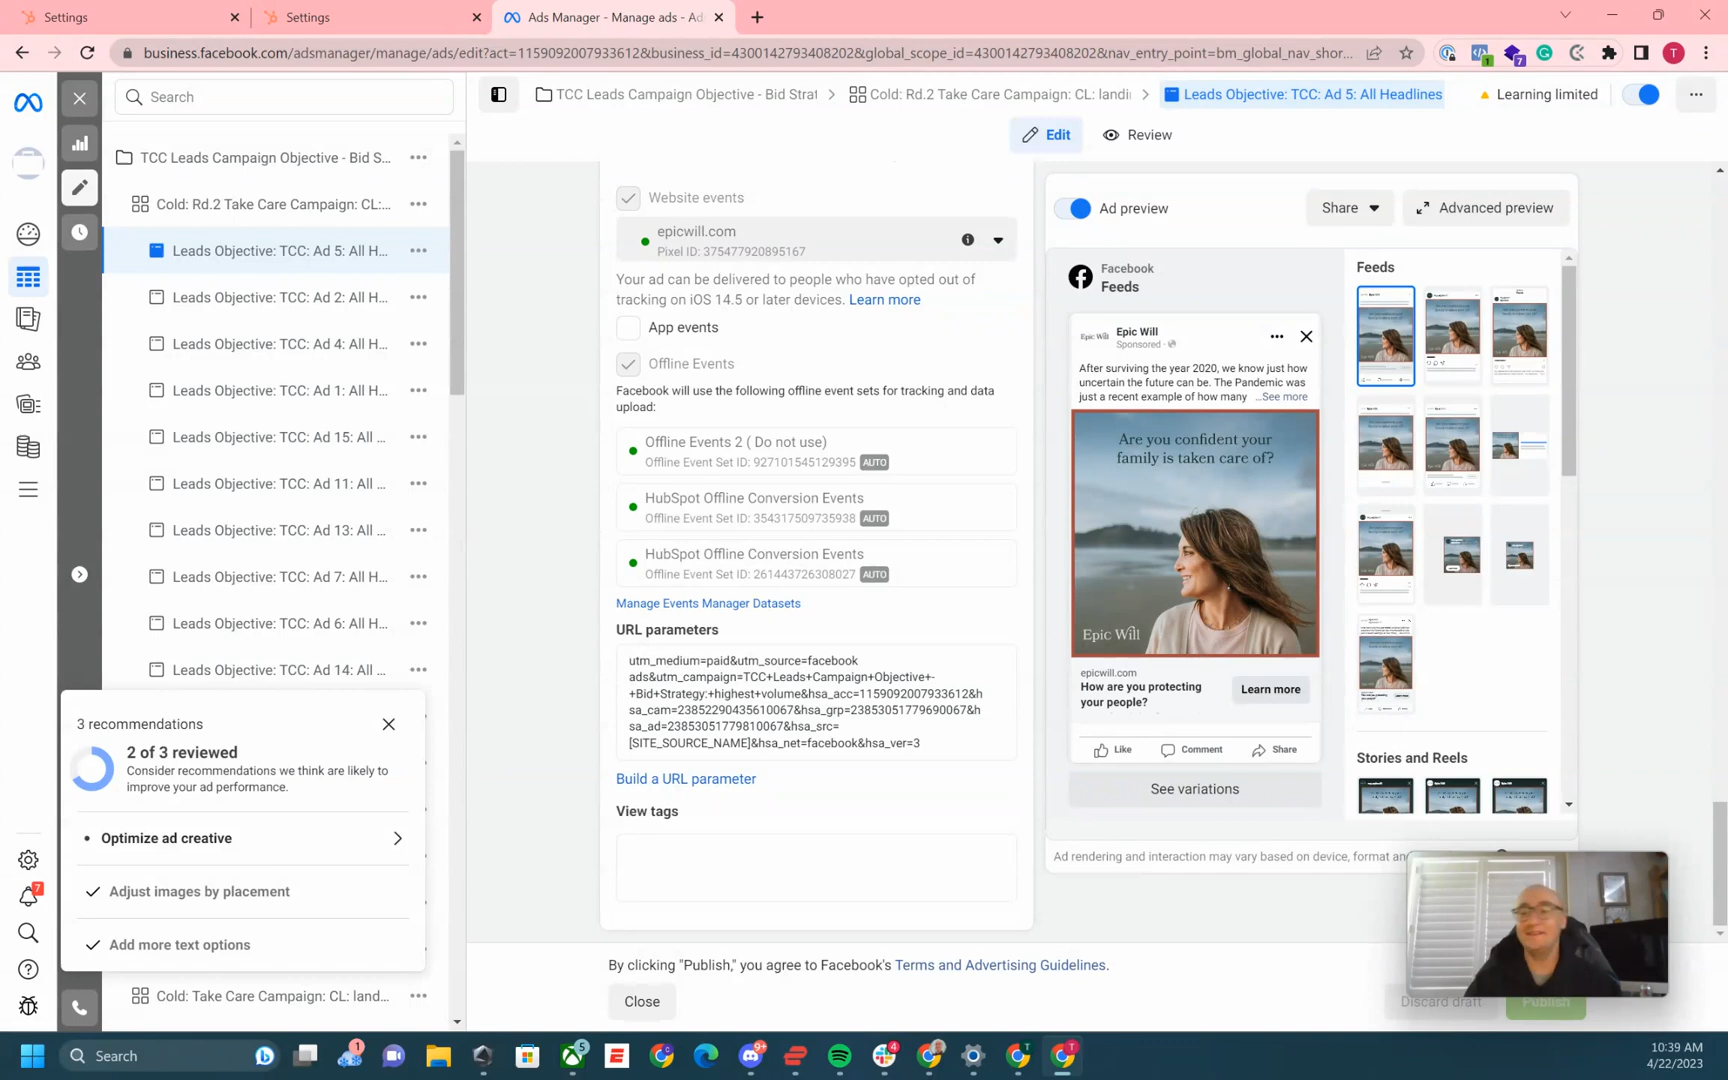 Settings
Settings
Ads Manager - Manage ads - Ads
business.facebook.com/adsmanager/manage/ads/edit?act=1159092007933612&business_id=4300142793408202&global_scope_id=4300142793408202&nav_entry_point=bm_global_nav_shor...
1
7
T
Search
TCC Leads Campaign Objective - Bid Strat
Cold: Rd.2 Take Care Campaign: CL: landi
Leads Objective: TCC: Ad 5: All Headlines
Learning limited
Edit
Review
TCC Leads Campaign Objective - Bid S...
Cold: Rd.2 Take Care Campaign: CL:...
Leads Objective: TCC: Ad 5: All H...
Leads Objective: TCC: Ad 2: All H...
Leads Objective: TCC: Ad 4: All H...
Leads Objective: TCC: Ad 1: All H...
Leads Objective: TCC: Ad 15: All ...
Leads Objective: TCC: Ad 11: All ...
Leads Objective: TCC: Ad 13: All ...
Leads Objective: TCC: Ad 7: All H...
Leads Objective: TCC: Ad 6: All H...
Leads Objective: TCC: Ad 14: All ...
3 recommendations
2 of 3 reviewed
Consider recommendations we think are likely to
improve your ad performance.
Optimize ad creative
Adjust images by placement
Add more text options
Cold: Take Care Campaign: CL: land...
7
Website events
epicwill.com
Pixel ID: 375477920895167
Your ad can be delivered to people who have opted out of
tracking on iOS 14.5 or later devices. Learn more
App events
Offline Events
Facebook will use the following offline event sets for tracking and data
upload:
Offline Events 2 ( Do not use)
Offline Event Set ID: 927101545129395 AUTO
HubSpot Offline Conversion Events
Offline Event Set ID: 354317509735938 AUTO
HubSpot Offline Conversion Events
Offline Event Set ID: 261443726308027 AUTO
Manage Events Manager Datasets
URL parameters
utm_medium=paid&utm_source=facebook
ads&utm_campaign=TCC+Leads+Campaign+Objective+-
+Bid+Strategy:+highest+volume&hsa_acc=1159092007933612&h
sa_cam=23852290435610067&hsa_grp=23853051779690067&h
sa_ad=23853051779810067&hsa_src=
[SITE_SOURCE_NAME]&hsa_net=facebook&hsa_ver=3
Build a URL parameter
View tags
Ad preview
Share
Advanced preview
Facebook
Feeds
Epic Will
Epic Will
Sponsored ·
After surviving the year 2020, we know just how
uncertain the future can be. The Pandemic was
just a recent example of how many ...See more
Are you confident your
family is taken care of?
Epic Will
epicwill.com
How are you protecting
your people?
Learn more
Like
Comment
Share
See variations
Feeds
Stories and Reels
Ad rendering and interaction may vary based on device, format an
By clicking "Publish," you agree to Facebook's Terms and Advertising Guidelines.
Close
Discard draft
Publish
Search
1
5
9+
4
T
T
10:39 AM
4/22/2023